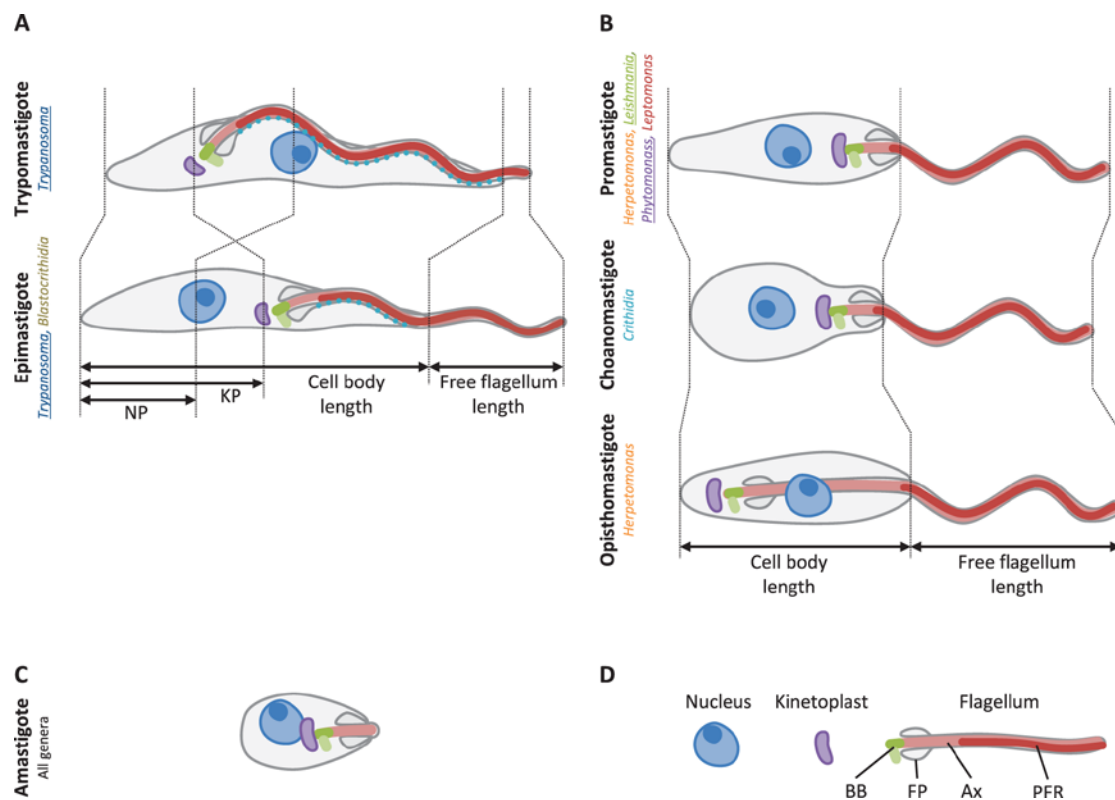 A
Trypomastigote
Trypanosoma
Epimastigote
Trypanosoma, Blastocrithidia
NP
KP
Cell body
length
Free flagellum
length
B
Promastigote
Herpetomonas, Leishmania,
Phytomonass, Leptomonas
Choanomastigote
Crithidia
Opisthomastigote
Herpetomonas
Cell body
length
Free flagellum
length
C
Amastigote
All genera
D
Nucleus
Kinetoplast
Flagellum
BB
FP
Ax
PFR